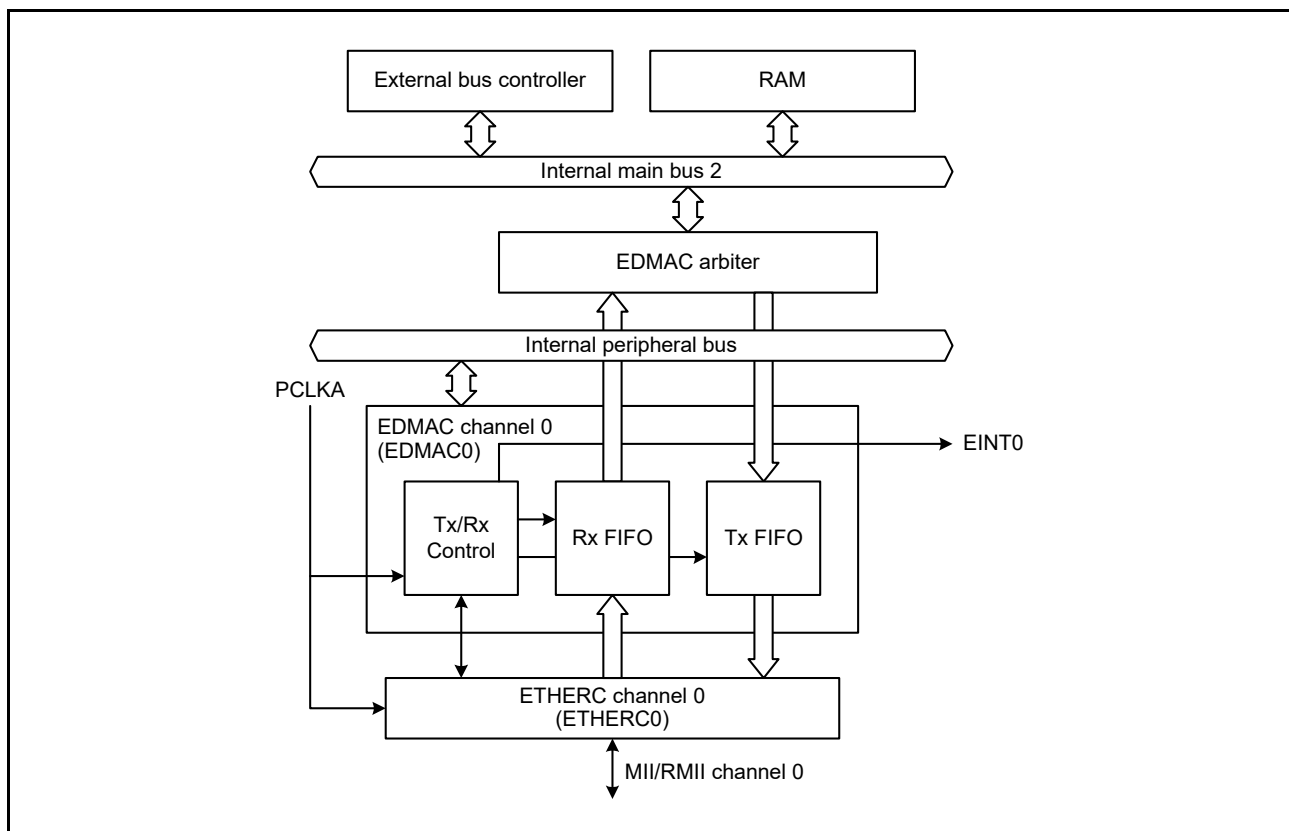 External bus controller
RAM
Internal main bus 2
EDMAC arbiter
Internal peripheral bus
PCLKA
EDMAC channel 0
(EDMAC0)
EINT0
Tx/Rx
Control
Rx FIFO
Tx FIFO
ETHERC channel 0
(ETHERC0)
MII/RMII channel 0